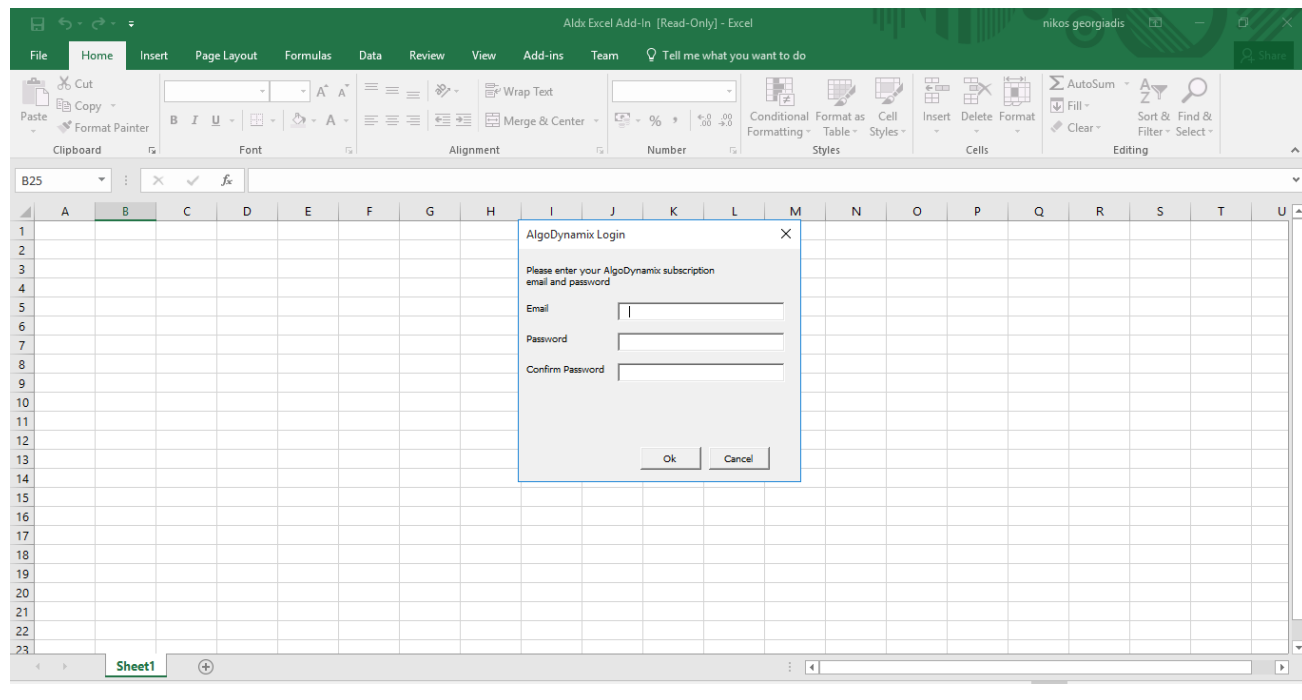 Aldx Excel Add-In [Read-Only] - Excel
nikos georgiadis
File Home Insert Page Layout Formulas Data Review View Add-ins Team Tell me what you want to do
Share
Paste
Cut
Copy
Format Painter
Clipboard
B I U A
A A
Font
Wrap Text
Merge & Center
Alignment
% ,
Number
Conditional Formatting
Format as Table
Cell Styles
Styles
Insert Delete Format
Cells
AutoSum
Fill
Clear
Sort & Filter
Find & Select
Editing
B25
fx
A B C D E F G H I J K L M N O P Q R S T U
1
2
3
4
5
6
7
8
9
10
11
12
13
14
15
16
17
18
19
20
21
22
23
AlgoDynamix Login
Please enter your AlgoDynamix subscription
email and password
Email
Password
Confirm Password
Ok Cancel
Sheet1